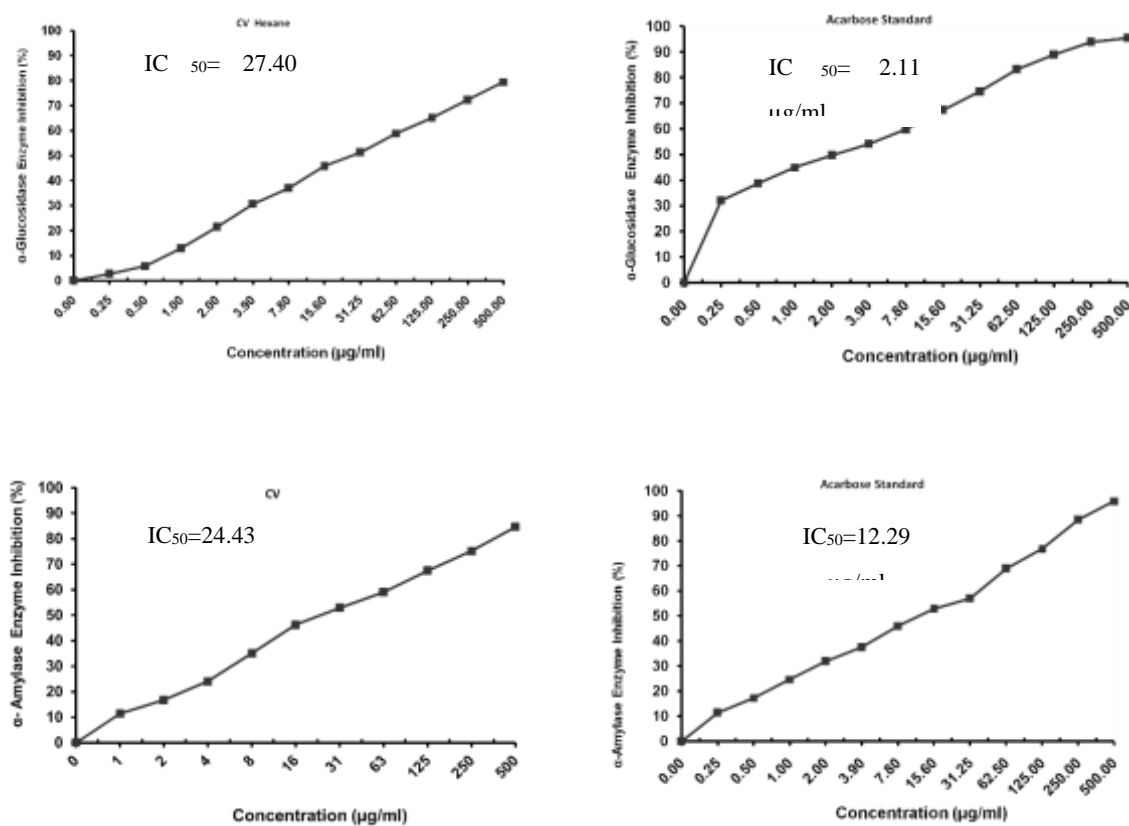 CV Hexane
IC 50= 27.40
α-Glucosidase Enzyme Inhibition (%)
100
90
80
70
60
50
40
30
20
10
0
0.00 0.25 0.50 1.00 2.00 3.90 7.80 15.60 31.25 62.50 125.00 250.00 500.00
Concentration (µg/ml)
Acarbose Standard
IC 50= 2.11
µg/ml
α-Glucosidase Enzyme Inhibition (%)
100
90
80
70
60
50
40
30
20
10
0
0.00 0.25 0.50 1.00 2.00 3.90 7.80 15.60 31.25 62.50 125.00 250.00 500.00
Concentration (µg/ml)
CV
IC50=24.43
α- Amylase Enzyme Inhibition (%)
100
90
80
70
60
50
40
30
20
10
0
0 1 2 4 8 16 31 63 125 250 500
Concentration (µg/ml)
Acarbose Standard
IC50=12.29
µg/ml
α-Amylase Enzyme Inhibition (%)
100
90
80
70
60
50
40
30
20
10
0
0.00 0.25 0.50 1.00 2.00 3.90 7.80 15.60 31.25 62.50 125.00 250.00 500.00
Concentration (µg/ml)